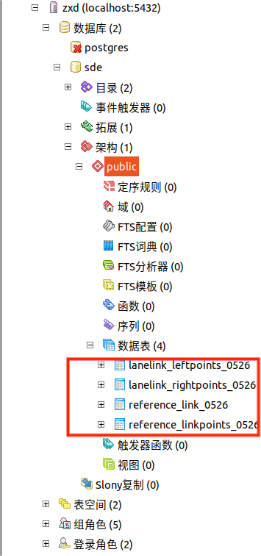 zxd (localhost:5432)
数据库 (2)
postgres
sde
目录 (2)
事件触发器 (0)
拓展 (1)
架构 (1)
public
定序规则 (0)
域 (0)
FTS配置 (0)
FTS词典 (0)
FTS分析器 (0)
FTS模板 (0)
函数 (0)
序列 (0)
数据表 (4)
lanelink_leftpoints_0526
lanelink_rightpoints_0526
reference_link_0526
reference_linkpoints_0526
触发器函数 (0)
视图 (0)
Slony复制 (0)
表空间 (2)
组角色 (5)
登录角色 (2)